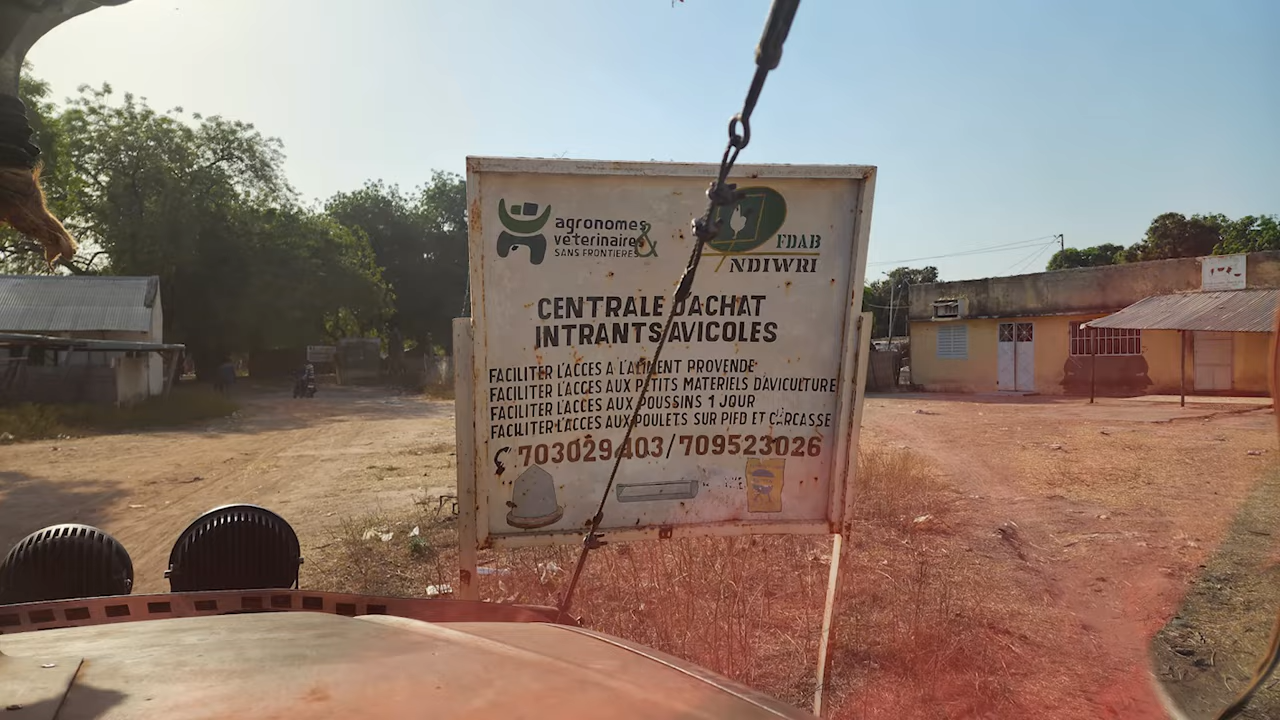 agronomes &
vétérinaires
SANS FRONTIERES
FDAB
NDIWRI
CENTRALE D'ACHAT
INTRANTS AVICOLES
FACILITER L'ACCES A L'ALIMENT PROVENDE
FACILITER L'ACCES AUX PETITS MATERIELS D'AVICULTURE
FACILITER L'ACCES AUX POUSSINS 1 JOUR
FACILITER L'ACCES AUX POULETS SUR PIED ET CARCASSE
703029403/709523026